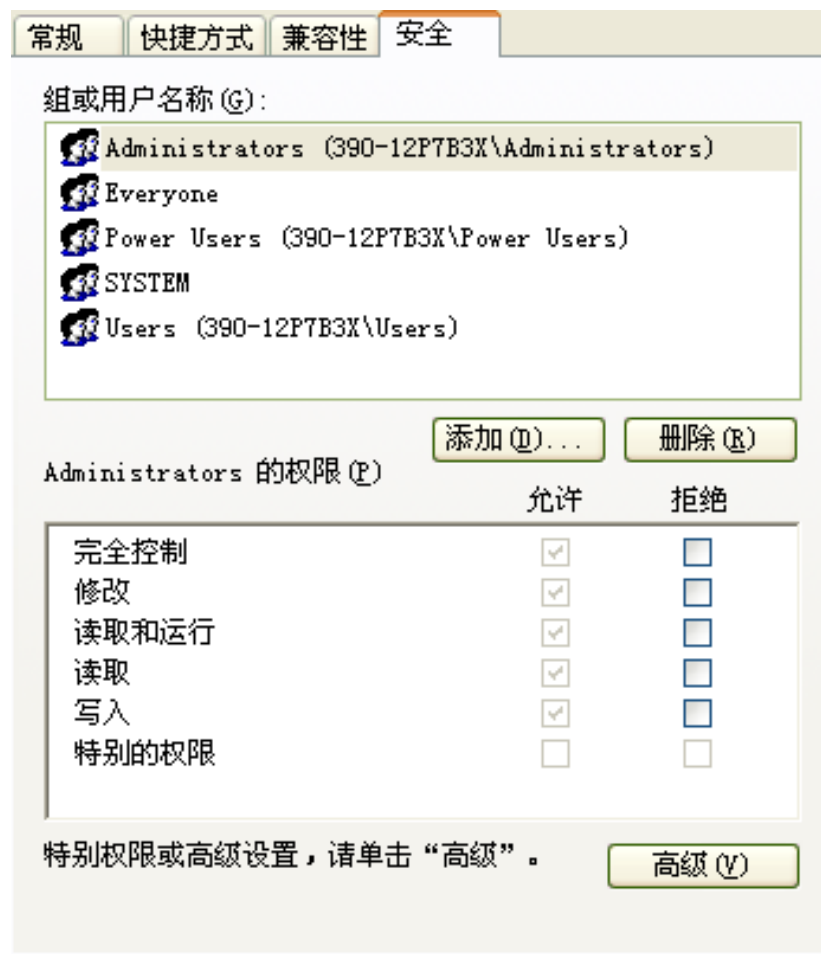 常规 快捷方式 兼容性 安全
组或用户名称(G):
Administrators (390-12P7B3X\Administrators)
Everyone
Power Users (390-12P7B3X\Power Users)
SYSTEM
Users (390-12P7B3X\Users)
添加(D)... 删除(R)
Administrators 的权限(P)
允许 拒绝
完全控制
修改
读取和运行
读取
写入
特别的权限
特别权限或高级设置，请单击“高级”。
高级(V)